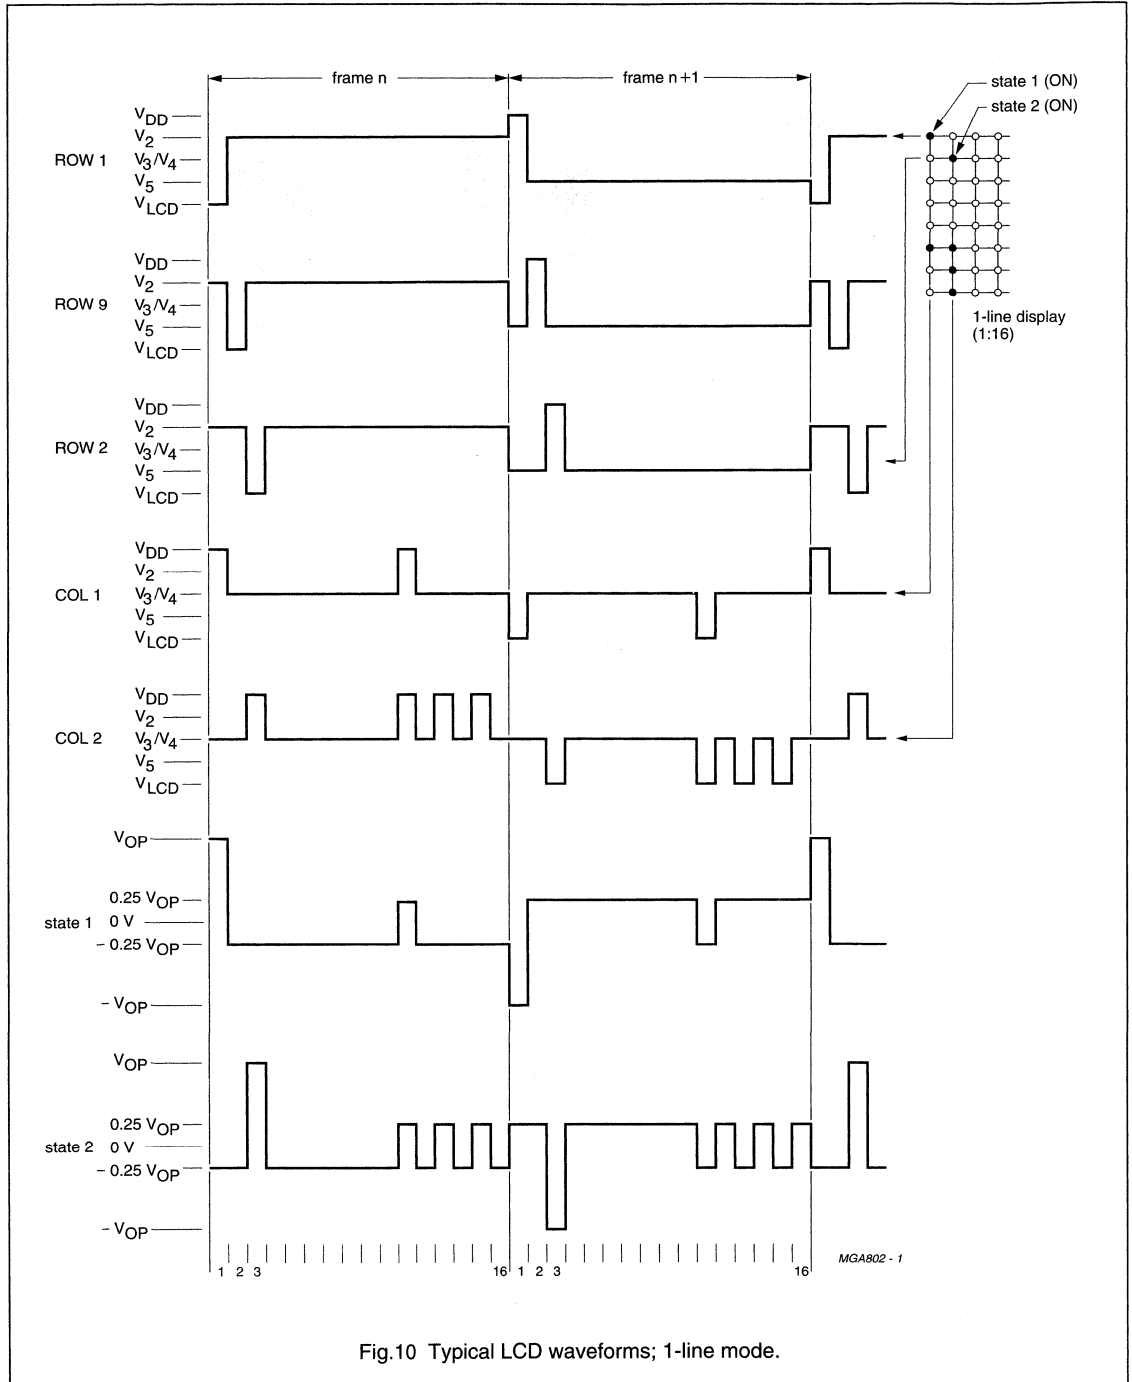 frame n
frame n+1
state 1 (ON)
state 2 (ON)
ROW 1
VDD
V2
V3/V4
V5
VLCD
ROW 9
VDD
V2
V3/V4
V5
VLCD
1-line display
(1:16)
ROW 2
VDD
V2
V3/V4
V5
VLCD
COL 1
VDD
V2
V3/V4
V5
VLCD
COL 2
VDD
V2
V3/V4
V5
VLCD
state 1
VOP
0.25 VOP
0 V
- 0.25 VOP
- VOP
state 2
VOP
0.25 VOP
0 V
- 0.25 VOP
- VOP
1 2 3 16 1 2 3 16
MGA802 - 1
Fig.10 Typical LCD waveforms; 1-line mode.